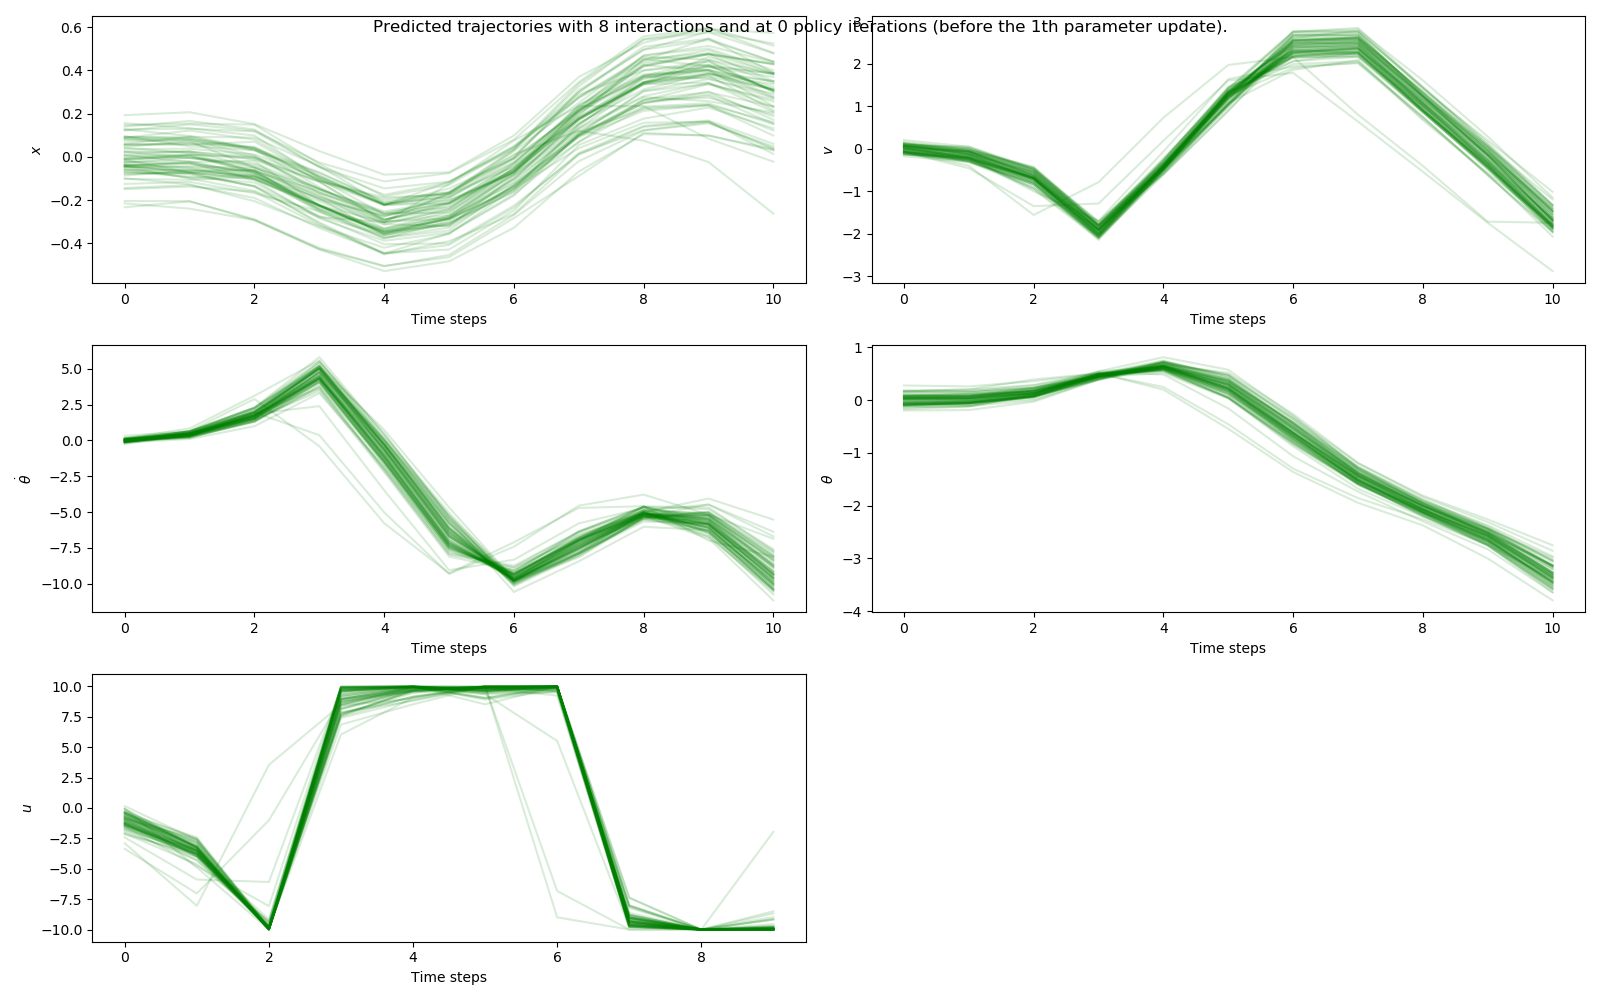 Predicted trajectories with 8 interactions and at 0 policy iterations (before the 1th parameter update).
0.6
0.4
0.2
0.0
−0.2
−0.4
x
0 2 4 6 8 10
Time steps
3
2
1
0
−1
−2
−3
v
0 2 4 6 8 10
Time steps
5.0
2.5
0.0
−2.5
−5.0
−7.5
−10.0
θ̇
0 2 4 6 8 10
Time steps
1
0
−1
−2
−3
−4
θ
0 2 4 6 8 10
Time steps
10.0
7.5
5.0
2.5
0.0
−2.5
−5.0
−7.5
−10.0
u
0 2 4 6 8
Time steps